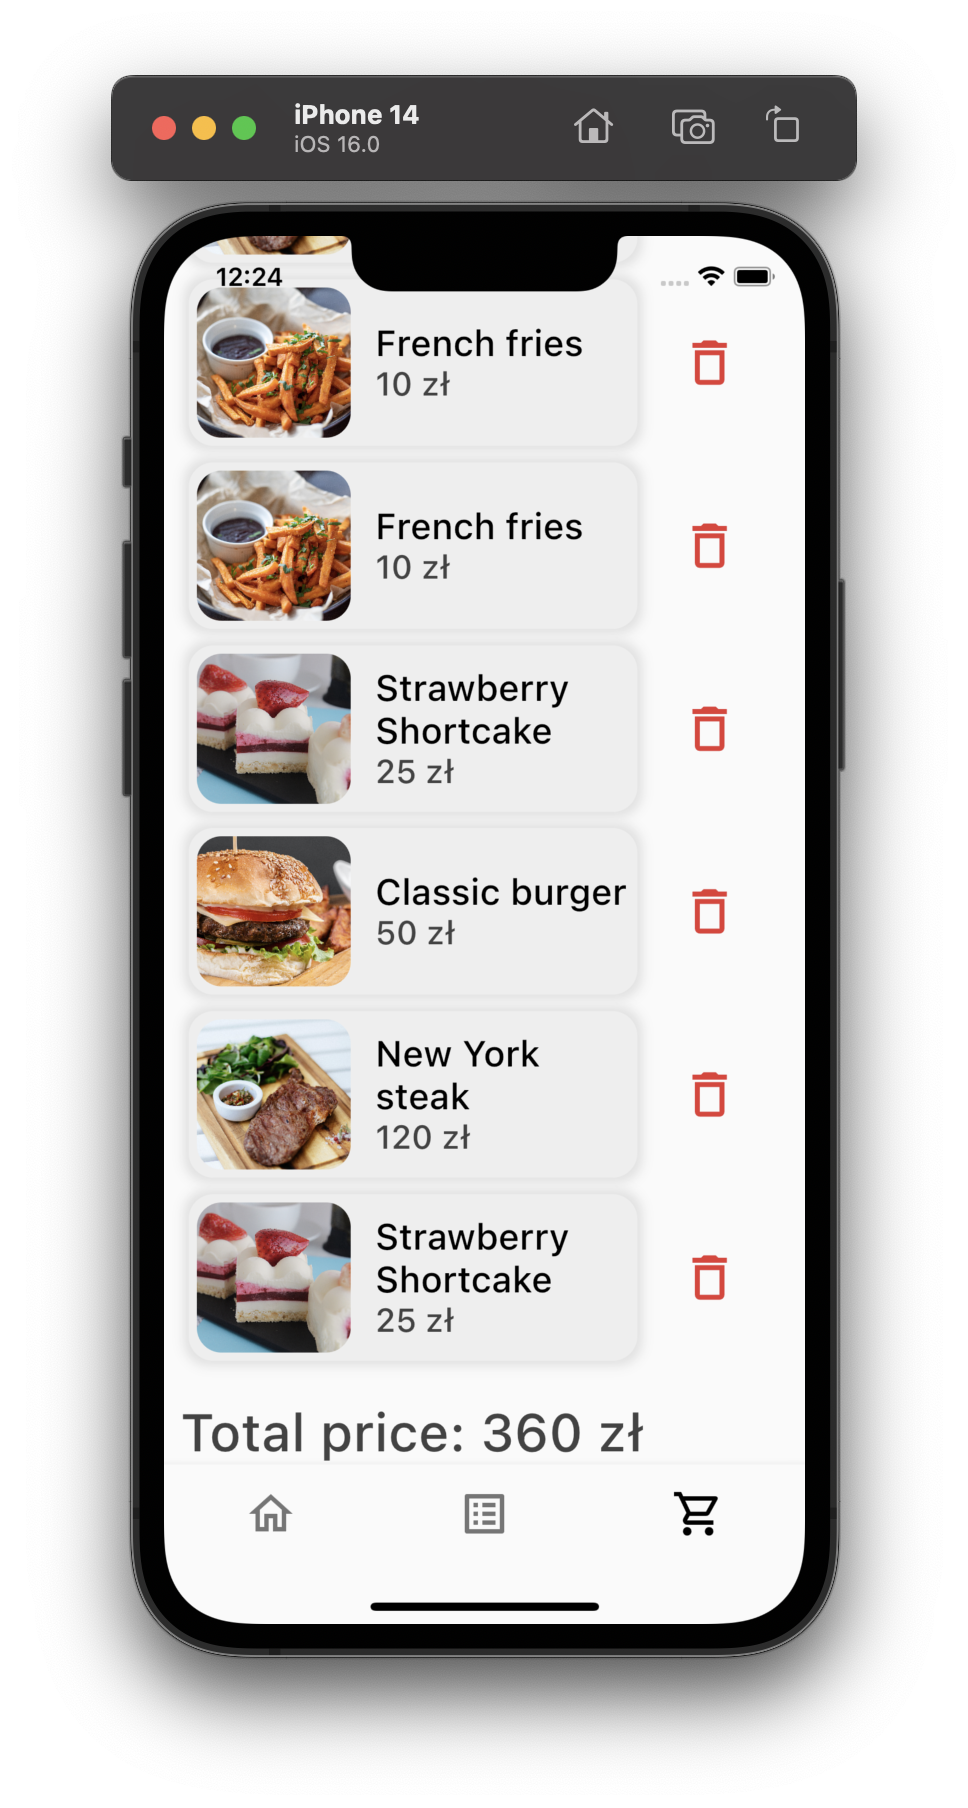 iPhone 14
iOS 16.0
12:24
French fries
10 zł
French fries
10 zł
Strawberry
Shortcake
25 zł
Classic burger
50 zł
New York
steak
120 zł
Strawberry
Shortcake
25 zł
Total price: 360 zł